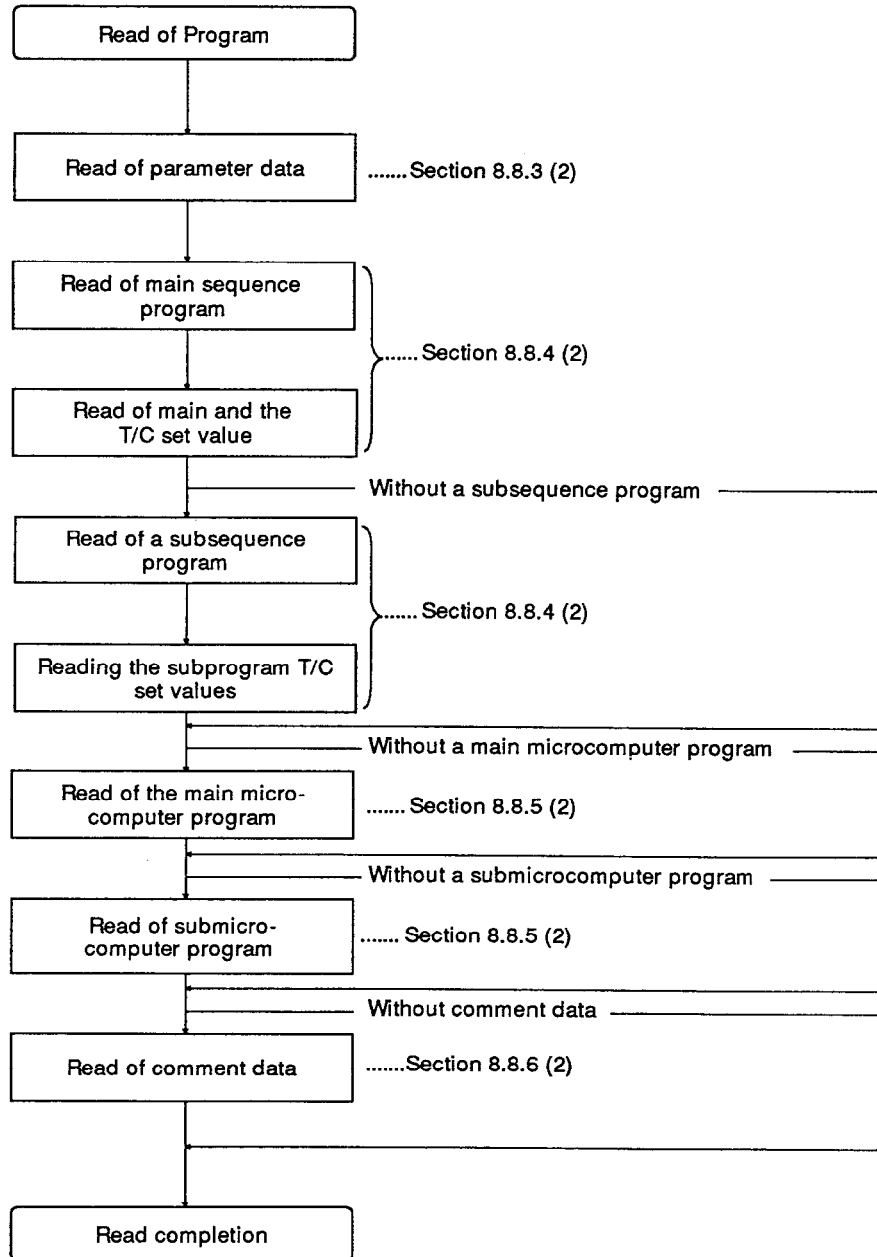 Read of Program
Read of parameter data
.......Section 8.8.3 (2)
Read of main sequence
program
Read of main and the
T/C set value
...... Section 8.8.4 (2)
Without a subsequence program
Read of a subsequence
program
Reading the subprogram T/C
set values
....... Section 8.8.4 (2)
Without a main microcomputer program
Read of the main micro-
computer program
....... Section 8.8.5 (2)
Without a submicrocomputer program
Read of submicro-
computer program
....... Section 8.8.5 (2)
Without comment data
Read of comment data
.......Section 8.8.6 (2)
Read completion